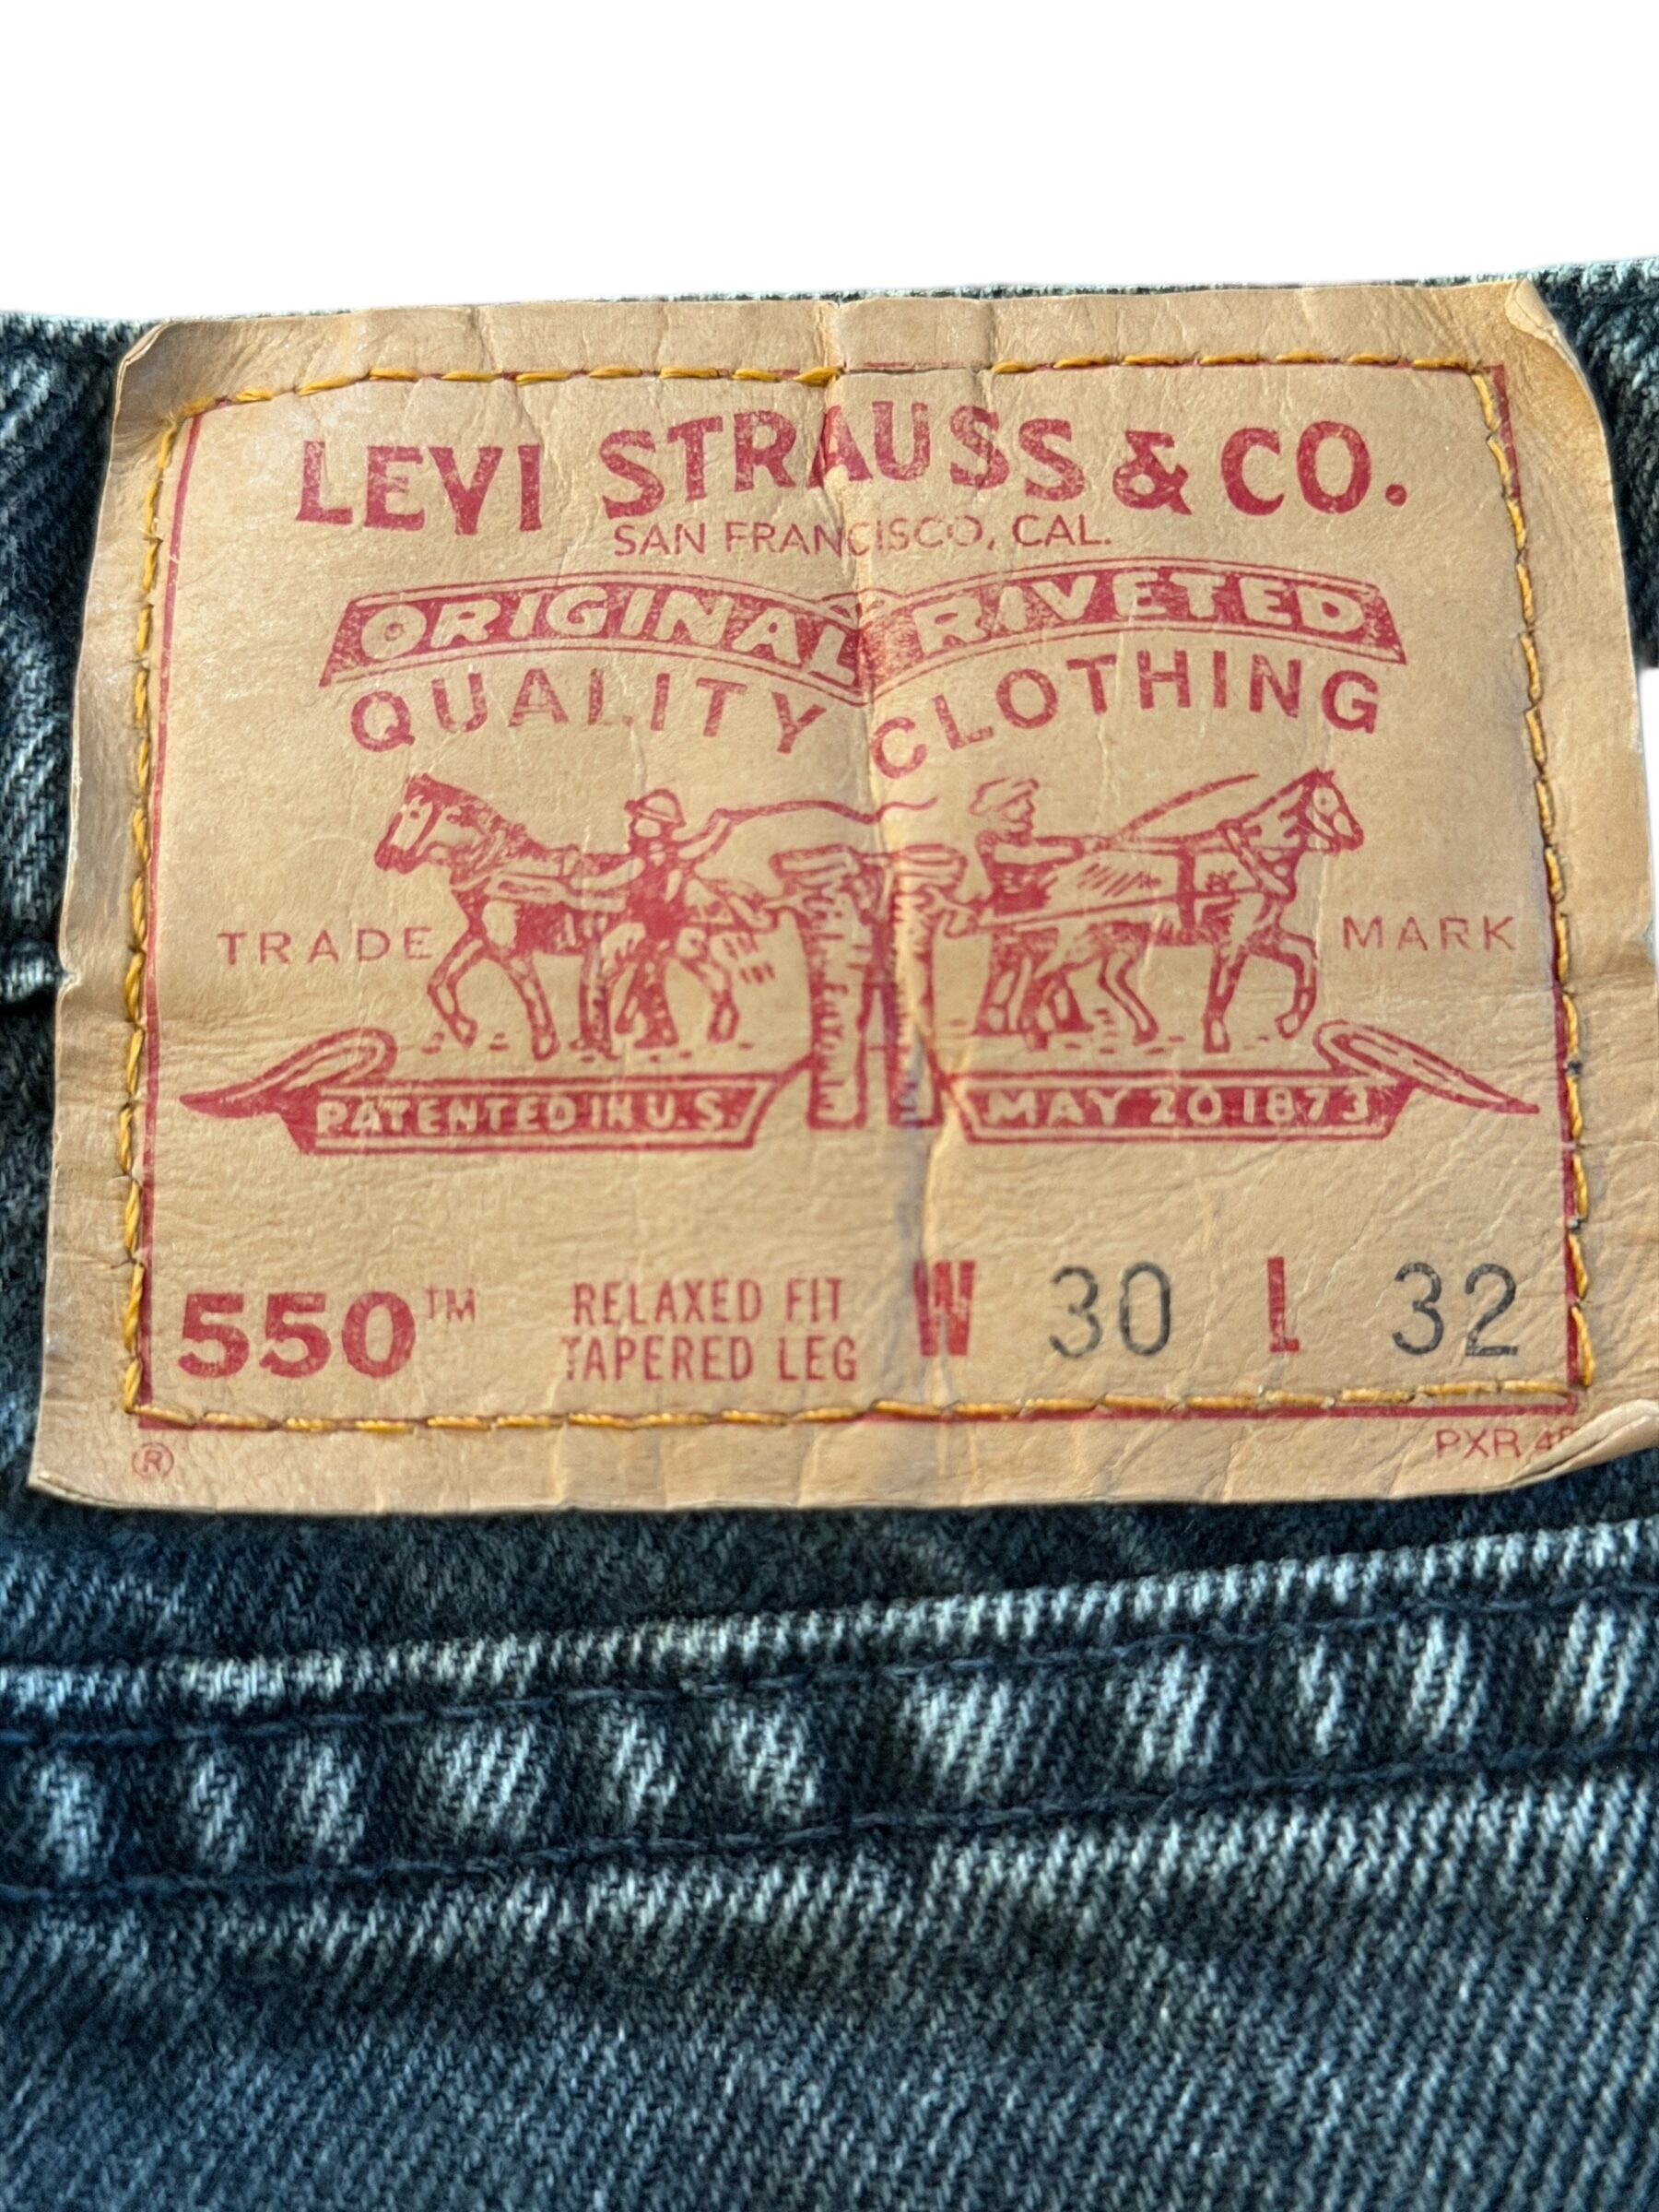 LEVI STRAUSS & CO.
SAN FRANCISCO, CAL.
ORIGINAL RIVETED
QUALITY CLOTHING
TRADE MARK
PATENTED IN U.S. MAY 20 1873
550™ RELAXED FIT W 30 L 32
TAPERED LEG
® PXR